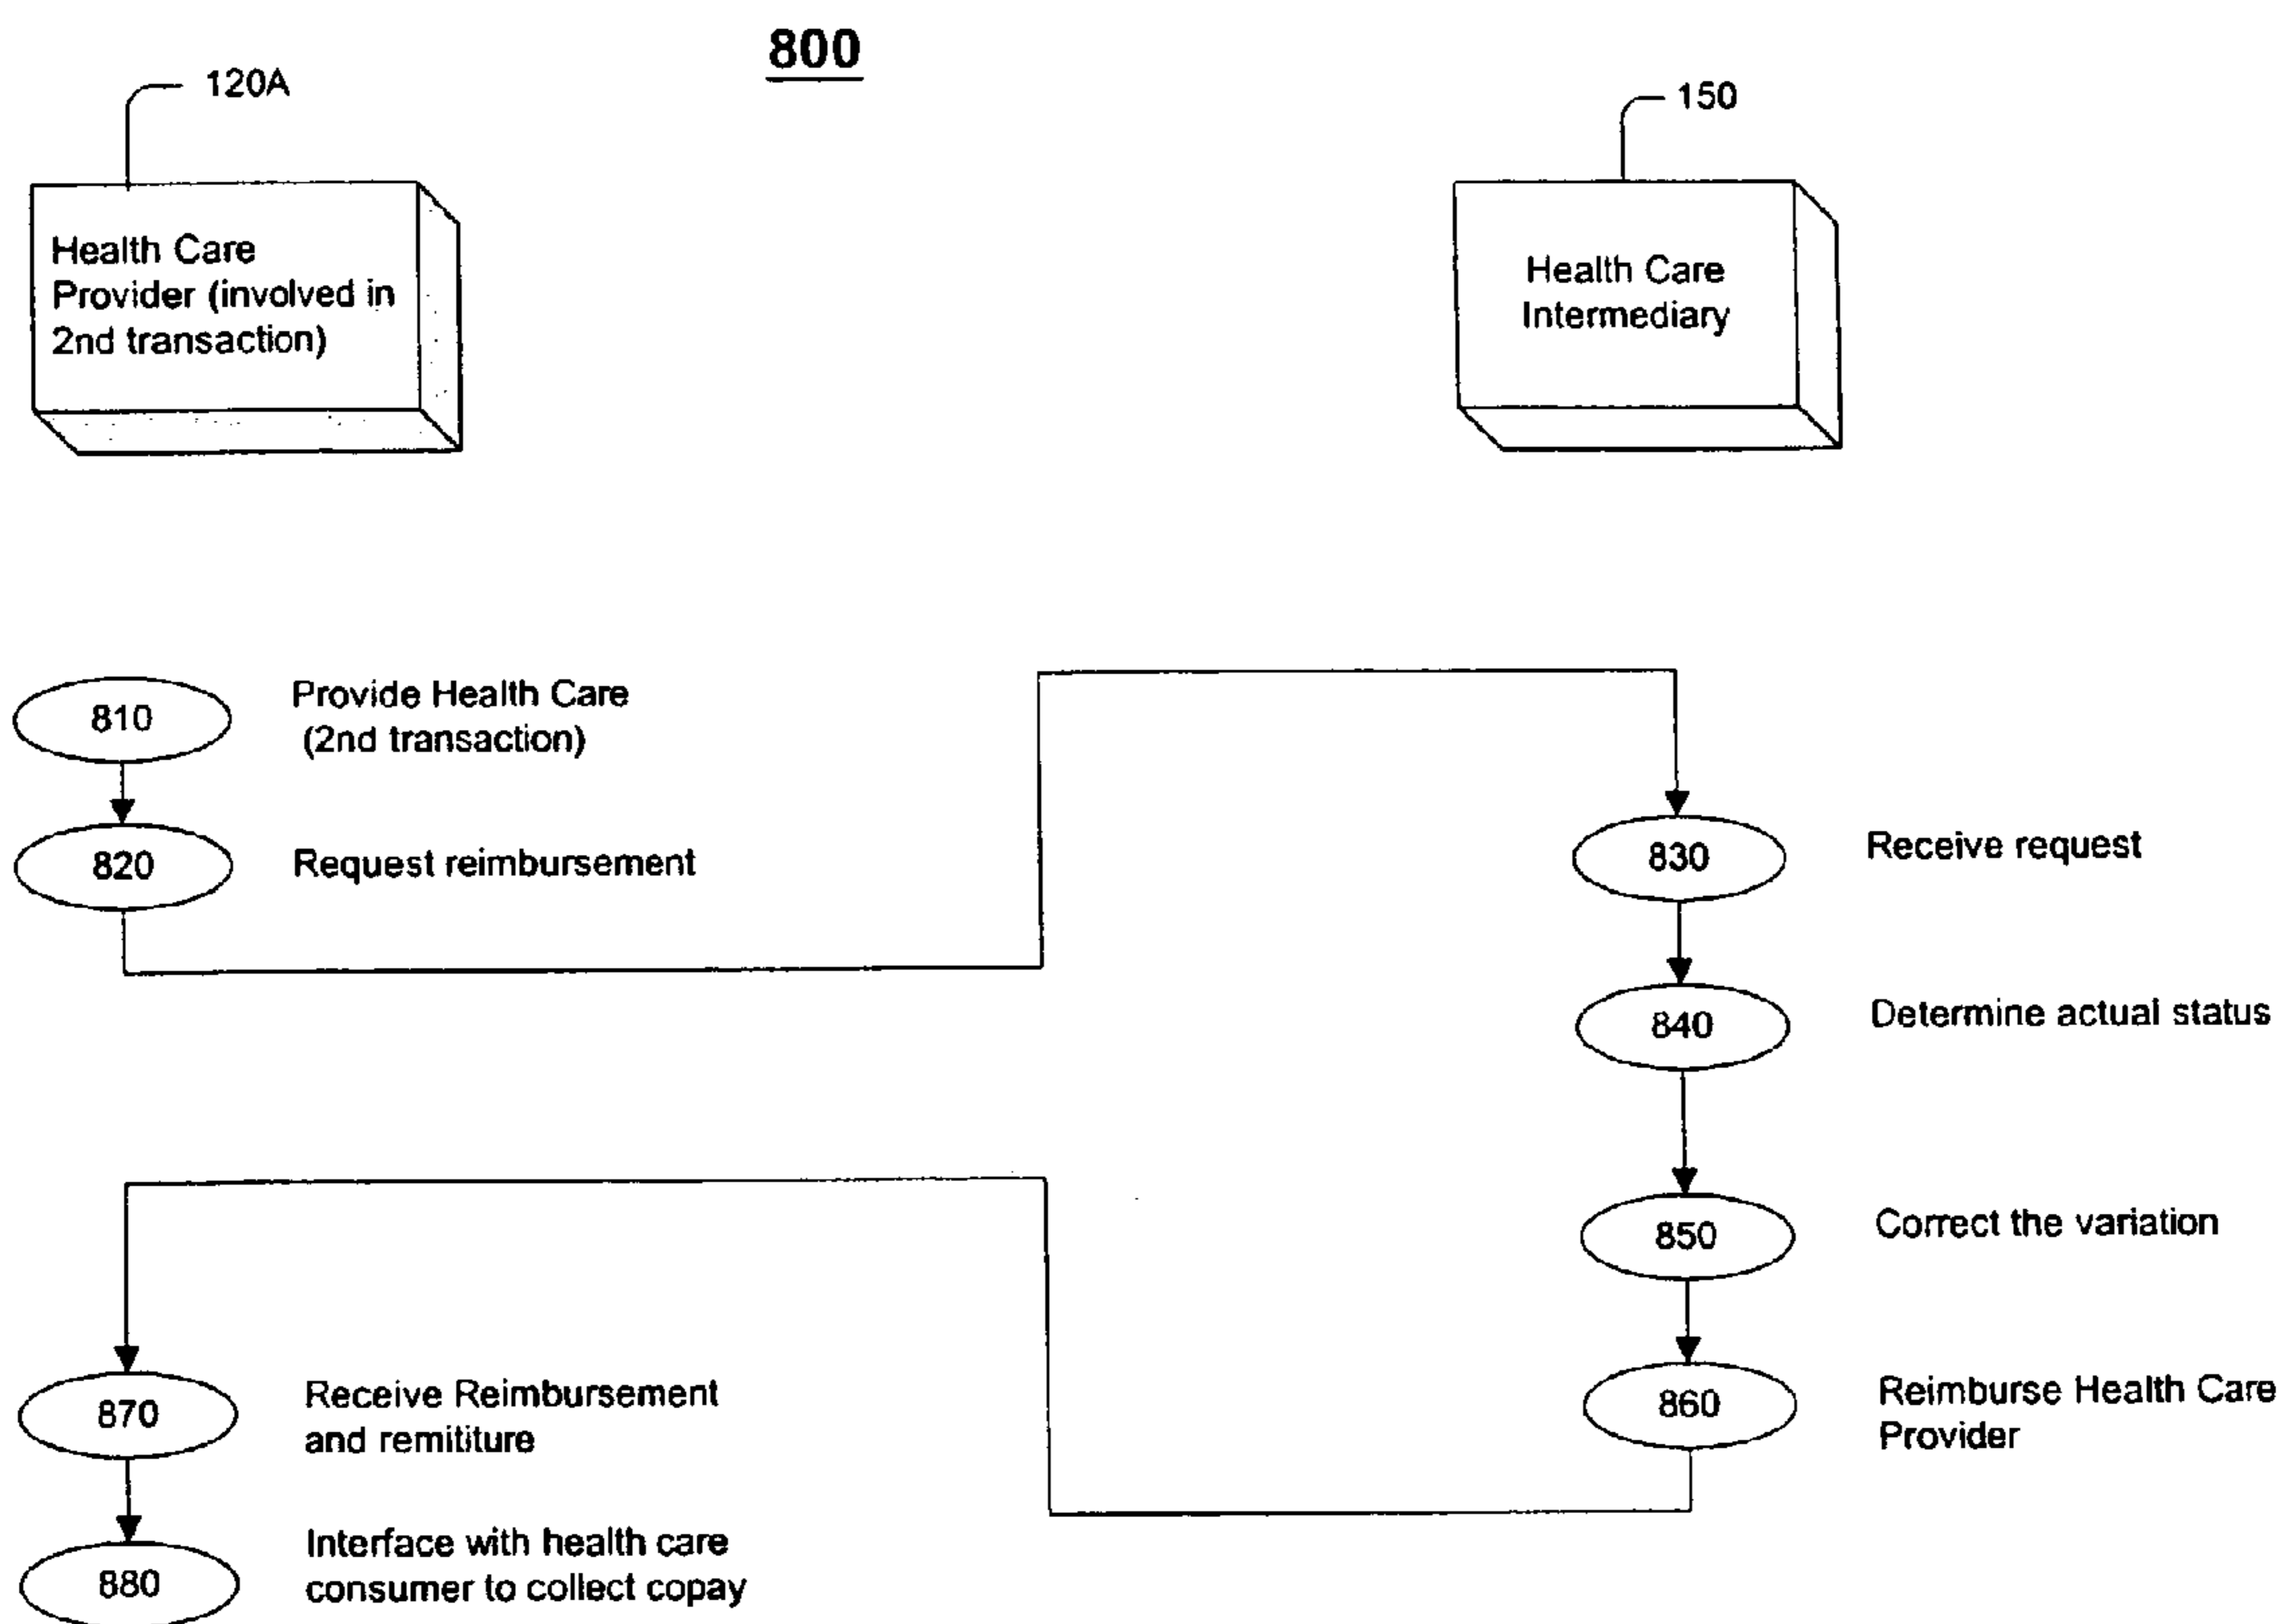 800
120A
150
Health Care
Provider (involved in
2nd transaction)
Health Care
Intermediary
810
Provide Health Care
(2nd transaction)
820
Request reimbursement
830
Receive request
840
Determine actual status
850
Correct the variation
860
Reimburse Health Care
Provider
870
Receive Reimbursement
and remititure
880
Interface with health care
consumer to collect copay